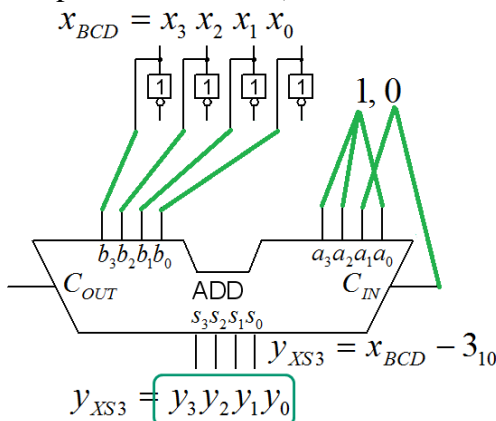 x_BCD = x_3 x_2 x_1 x_0
1 1 1 1
1, 0
b_3 b_2 b_1 b_0
a_3 a_2 a_1 a_0
C_OUT ADD C_IN
s_3 s_2 s_1 s_0
y_XS3 = x_BCD − 3_10
y_XS3 = y_3 y_2 y_1 y_0